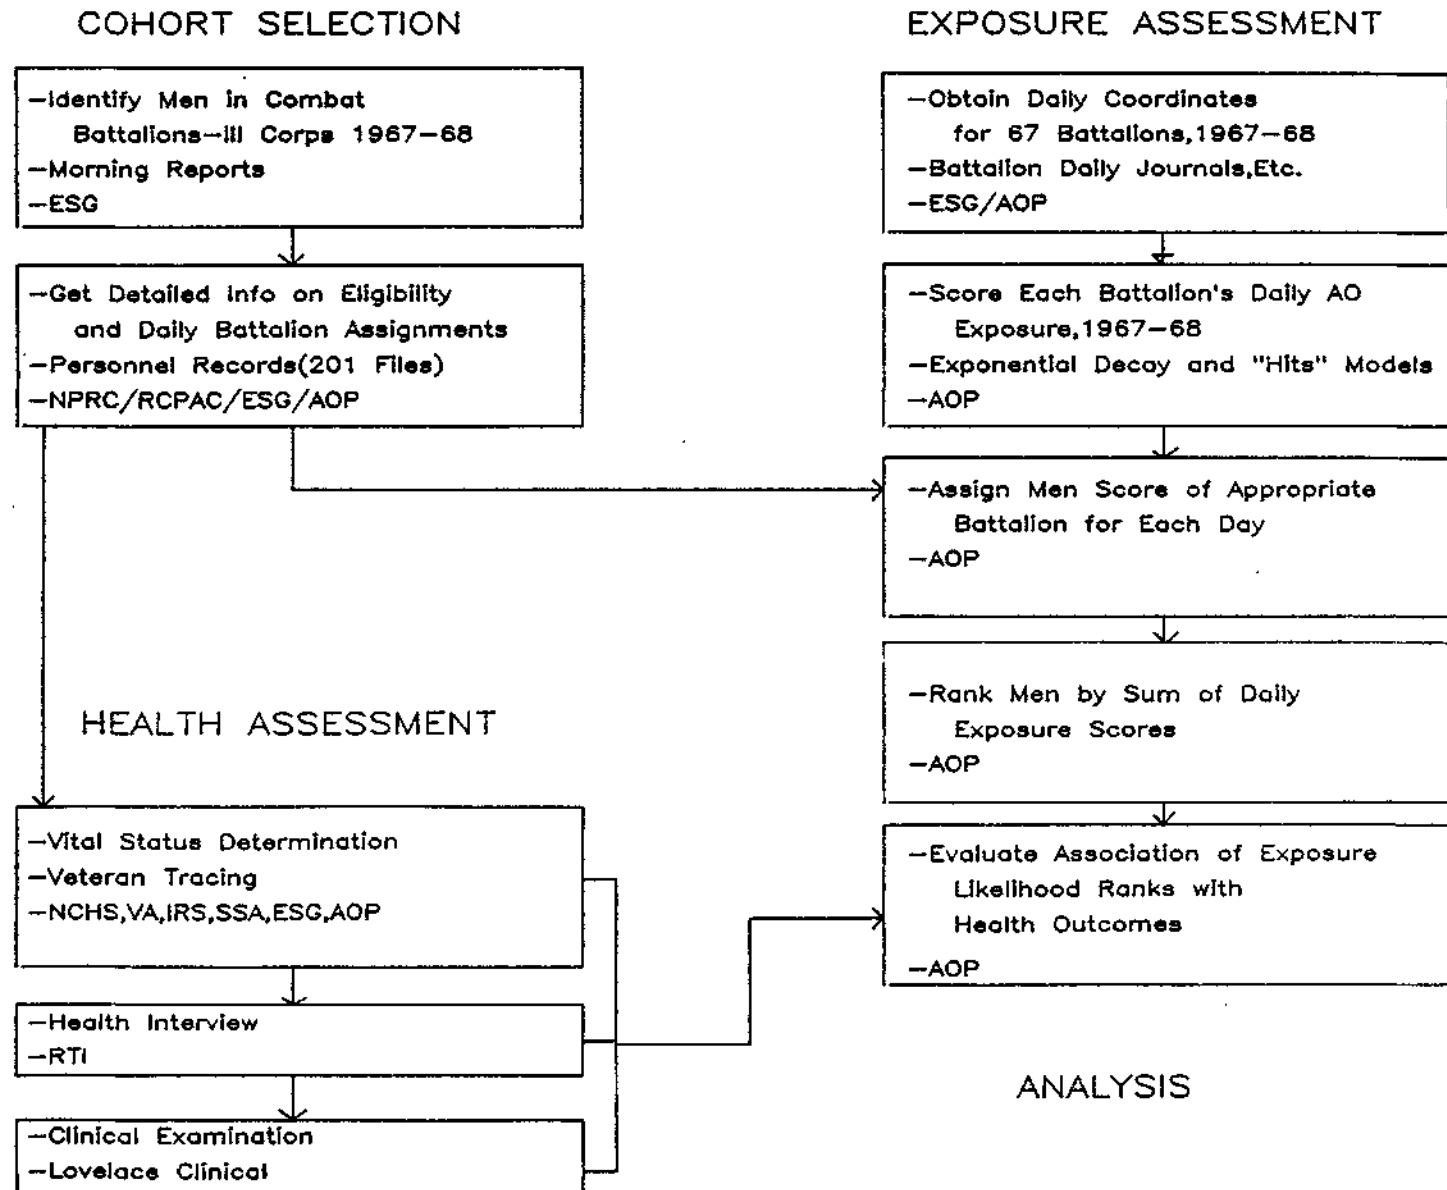 COHORT SELECTION
—Identify Men in Combat
Battalions—III Corps 1967—68
—Morning Reports
—ESG
—Get Detailed Info on Eligibility
and Daily Battalion Assignments
—Personnel Records(201 Files)
—NPRC/RCPAC/ESG/AOP
HEALTH ASSESSMENT
—Vital Status Determination
—Veteran Tracing
—NCHS,VA,IRS,SSA,ESG,AOP
—Health Interview
—RTI
—Clinical Examination
—Lovelace Clinical
EXPOSURE ASSESSMENT
—Obtain Daily Coordinates
for 67 Battalions,1967—68
—Battalion Daily Journals,Etc.
—ESG/AOP
—Score Each Battalion's Daily AO
Exposure,1967—68
—Exponential Decay and "Hits" Models
—AOP
—Assign Men Score of Appropriate
Battalion for Each Day
—AOP
—Rank Men by Sum of Daily
Exposure Scores
—AOP
—Evaluate Association of Exposure
Likelihood Ranks with
Health Outcomes
—AOP
ANALYSIS